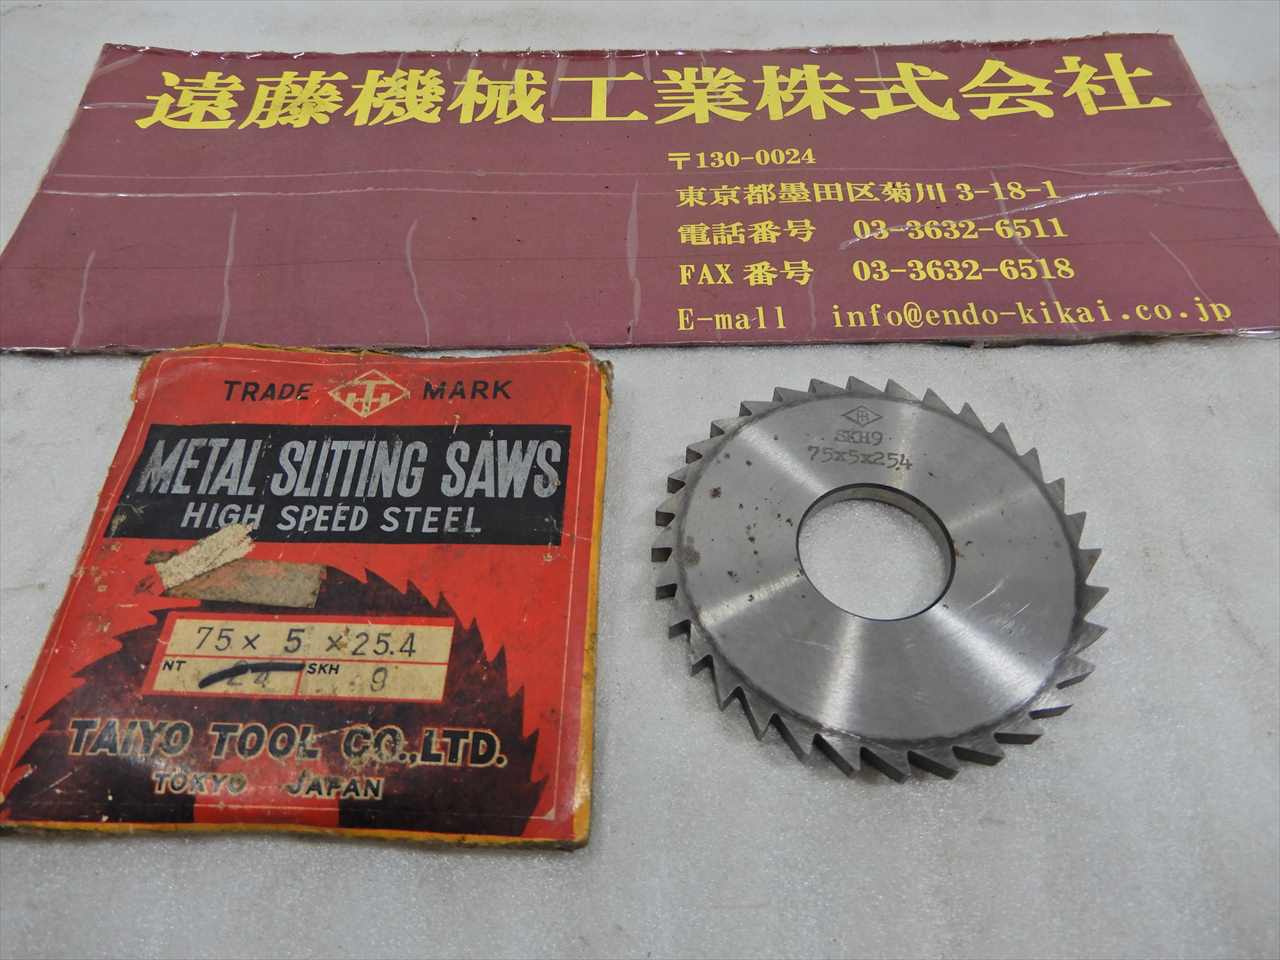 遠藤機械工業株式会社
〒130-0024
東京都墨田区菊川 3-18-1
電話番号 03-3632-6511
FAX 番号 03-3632-6518
E-mall info@endo-kikai.co.jp
TRADE MARK
METAL SLITTING SAWS
HIGH SPEED STEEL
75 × 5 × 25.4
NT 24 SKH 9
TAIYO TOOL CO.,LTD.
TOKYO JAPAN
SKH9
75x5x254